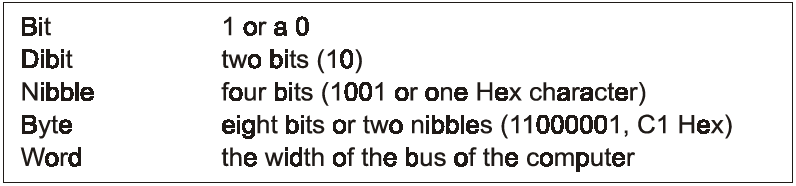 Bit 1 or a 0
Dibit two bits (10)
Nibble four bits (1001 or one Hex character)
Byte eight bits or two nibbles (11000001, C1 Hex)
Word the width of the bus of the computer